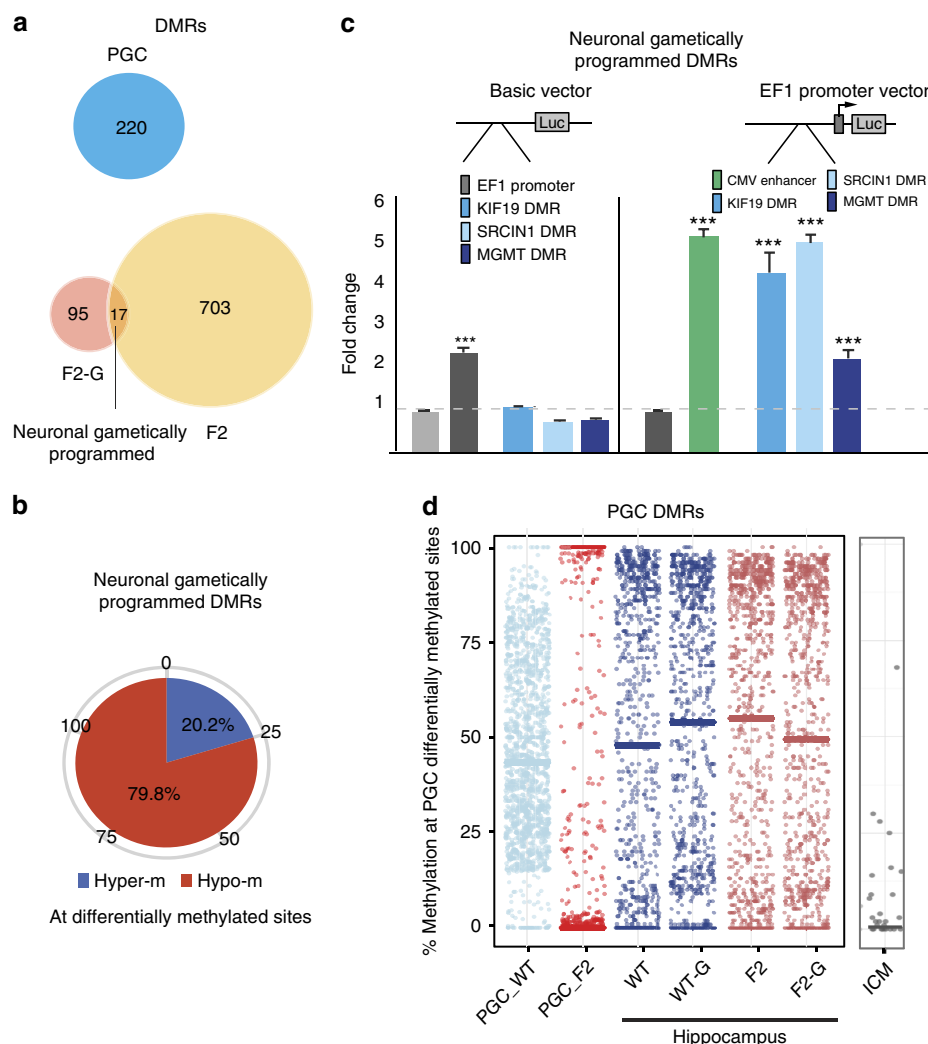 a
DMRs
PGC
220
95
17
703
F2-G
Neuronal gametically
programmed
F2
b
Neuronal gametically
programmed DMRs
0
20.2%
25
100
79.8%
75
50
Hyper-m
Hypo-m
At differentially methylated sites
c
Neuronal gametically
programmed DMRs
Basic vector
Luc
EF1 promoter
KIF19 DMR
SRCIN1 DMR
MGMT DMR
EF1 promoter vector
Luc
CMV enhancer
SRCIN1 DMR
KIF19 DMR
MGMT DMR
Fold change
6
5
4
3
2
1
***
***
***
***
***
d
PGC DMRs
% Methylation at PGC differentially methylated sites
100
75
50
25
0
PGC_WT
PGC_F2
WT
WT-G
F2
F2-G
ICM
Hippocampus